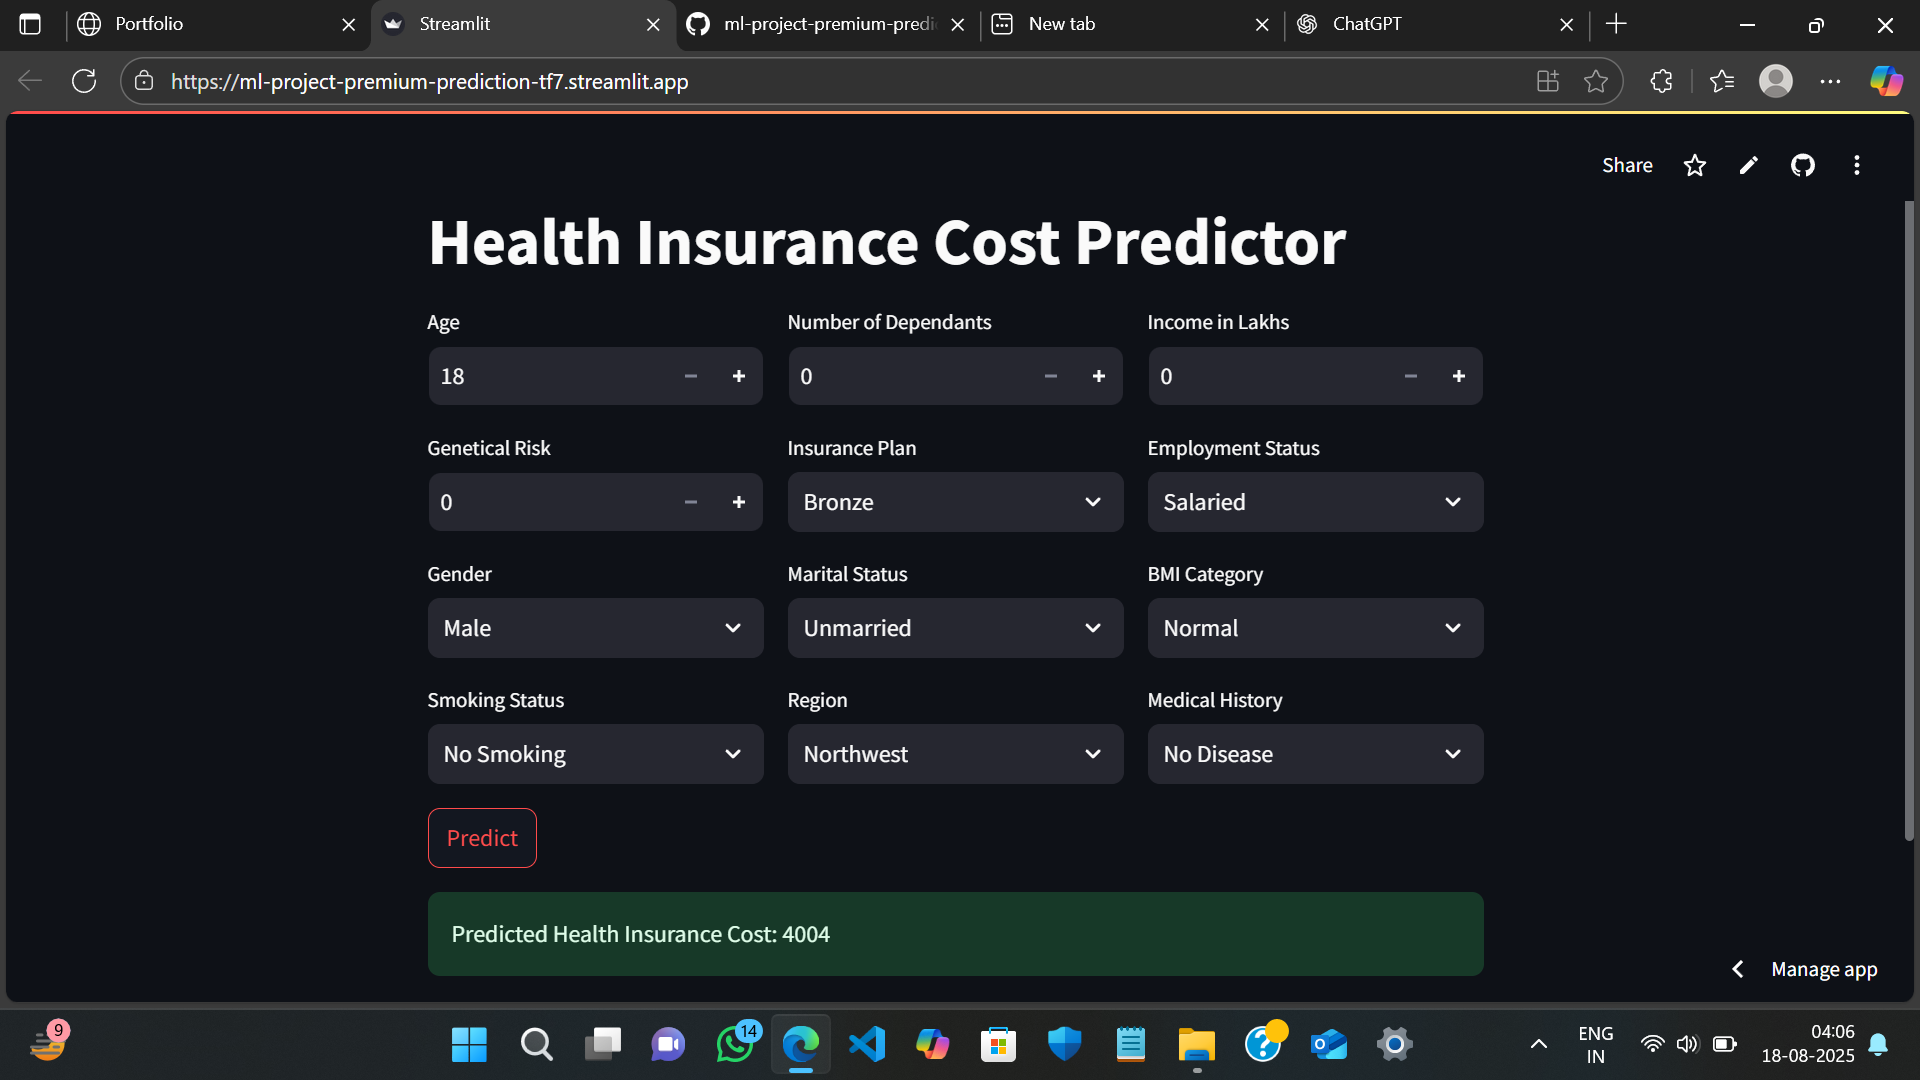 Portfolio
Streamlit
ml-project-premium-predi
New tab
ChatGPT
https://ml-project-premium-prediction-tf7.streamlit.app
Share
Health Insurance Cost Predictor
Age
Number of Dependants
Income in Lakhs
18
0
0
Genetical Risk
Insurance Plan
Employment Status
0
Bronze
Salaried
Gender
Marital Status
BMI Category
Male
Unmarried
Normal
Smoking Status
Region
Medical History
No Smoking
Northwest
No Disease
Predict
Predicted Health Insurance Cost: 4004
Manage app
9
14
ENG
IN
04:06
18-08-2025